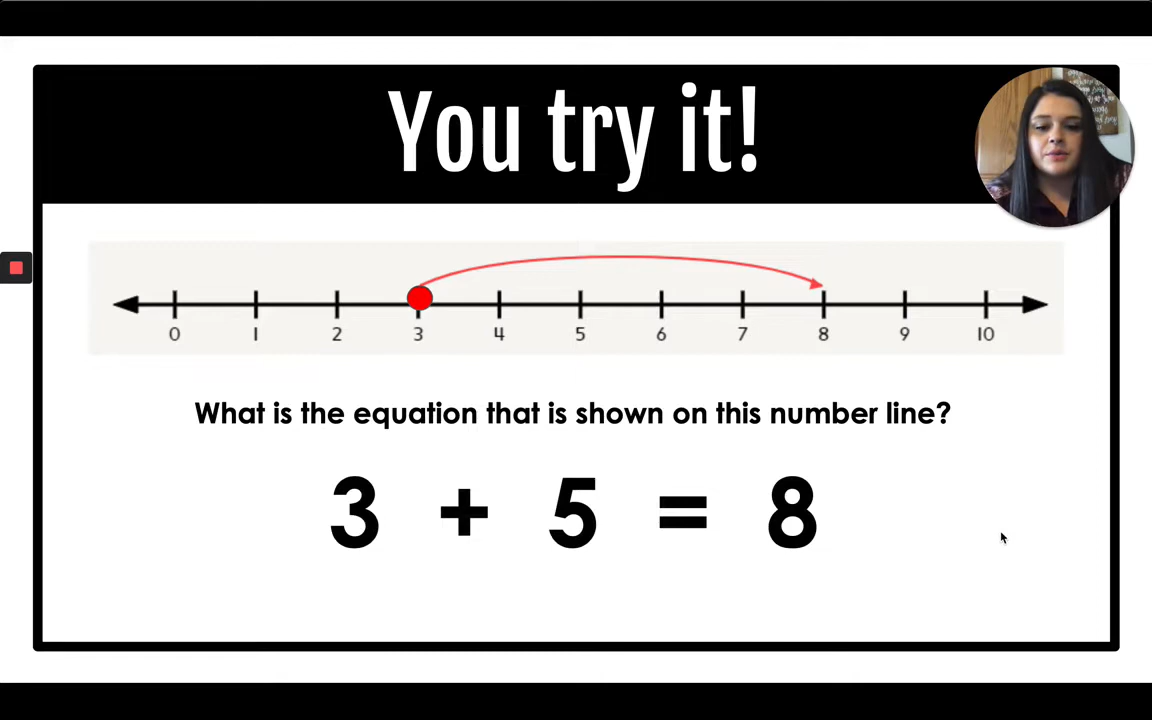 You try it!
0 1 2 3 4 5 6 7 8 9 10
What is the equation that is shown on this number line?
3 + 5 = 8